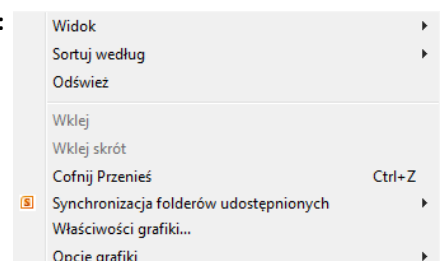 :
Widok
Sortuj według
Odśwież
Wklej
Wklej skrót
Cofnij Przenieś Ctrl+Z
S Synchronizacja folderów udostępnionych
Właściwości grafiki...
Opcje grafiki